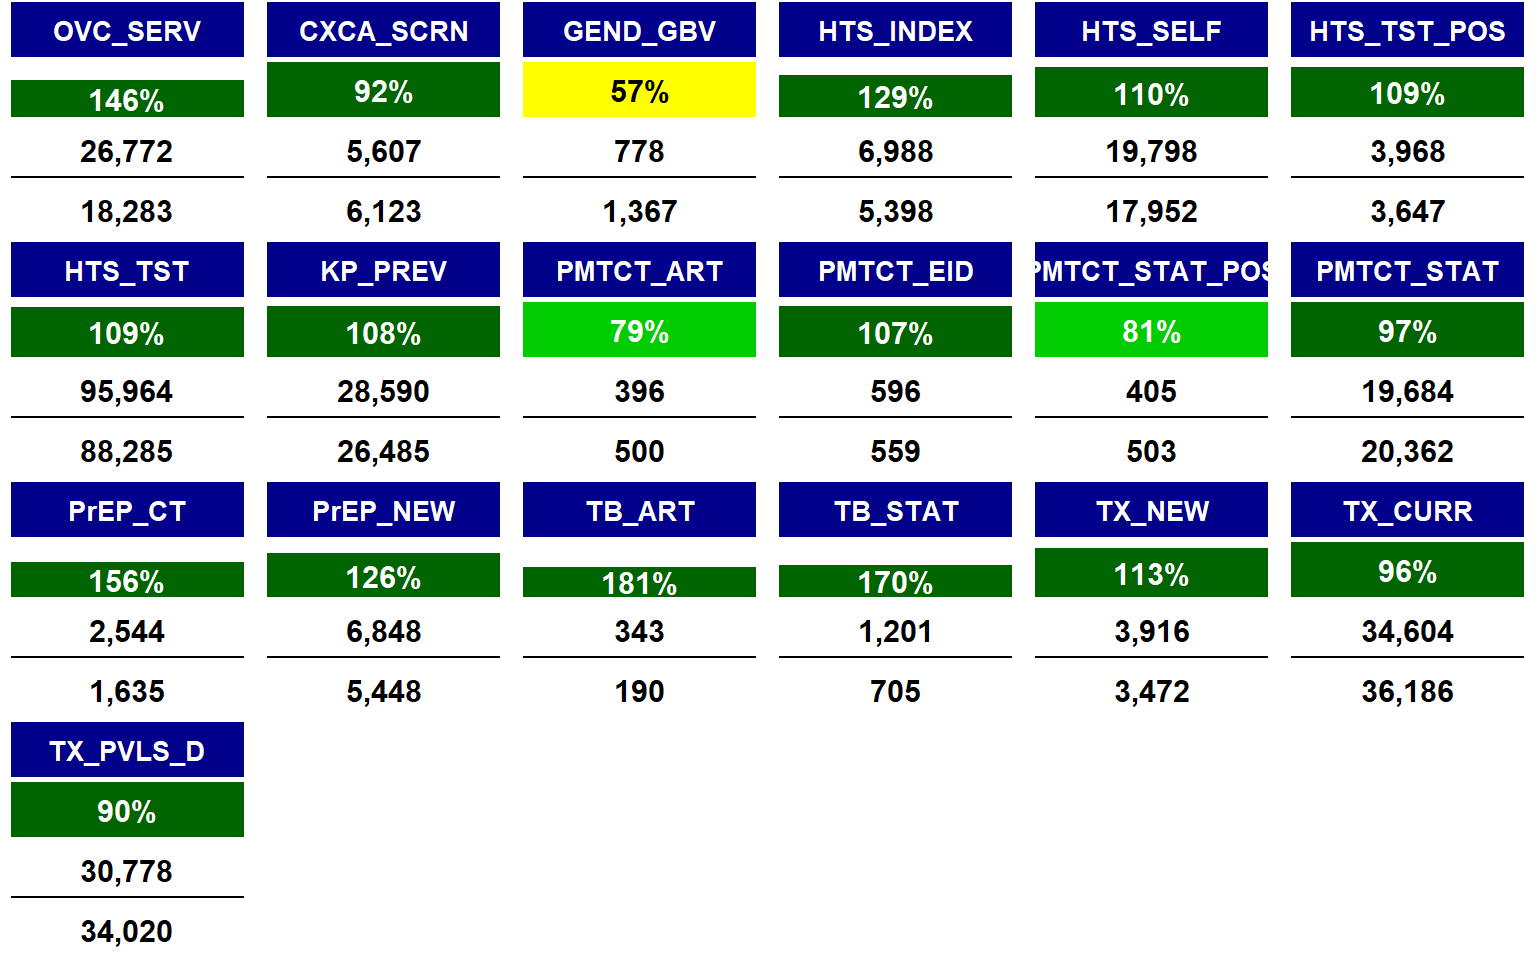 OVC_SERV CXCA_SCRN GEND_GBV HTS_INDEX HTS_SELF HTS_TST_POS
146% 92% 57% 129% 110% 109%
26,772 5,607 778 6,988 19,798 3,968
18,283 6,123 1,367 5,398 17,952 3,647
HTS_TST KP_PREV PMTCT_ART PMTCT_EID PMTCT_STAT_POS PMTCT_STAT
109% 108% 79% 107% 81% 97%
95,964 28,590 396 596 405 19,684
88,285 26,485 500 559 503 20,362
PrEP_CT PrEP_NEW TB_ART TB_STAT TX_NEW TX_CURR
156% 126% 181% 170% 113% 96%
2,544 6,848 343 1,201 3,916 34,604
1,635 5,448 190 705 3,472 36,186
TX_PVLS_D
90%
30,778
34,020